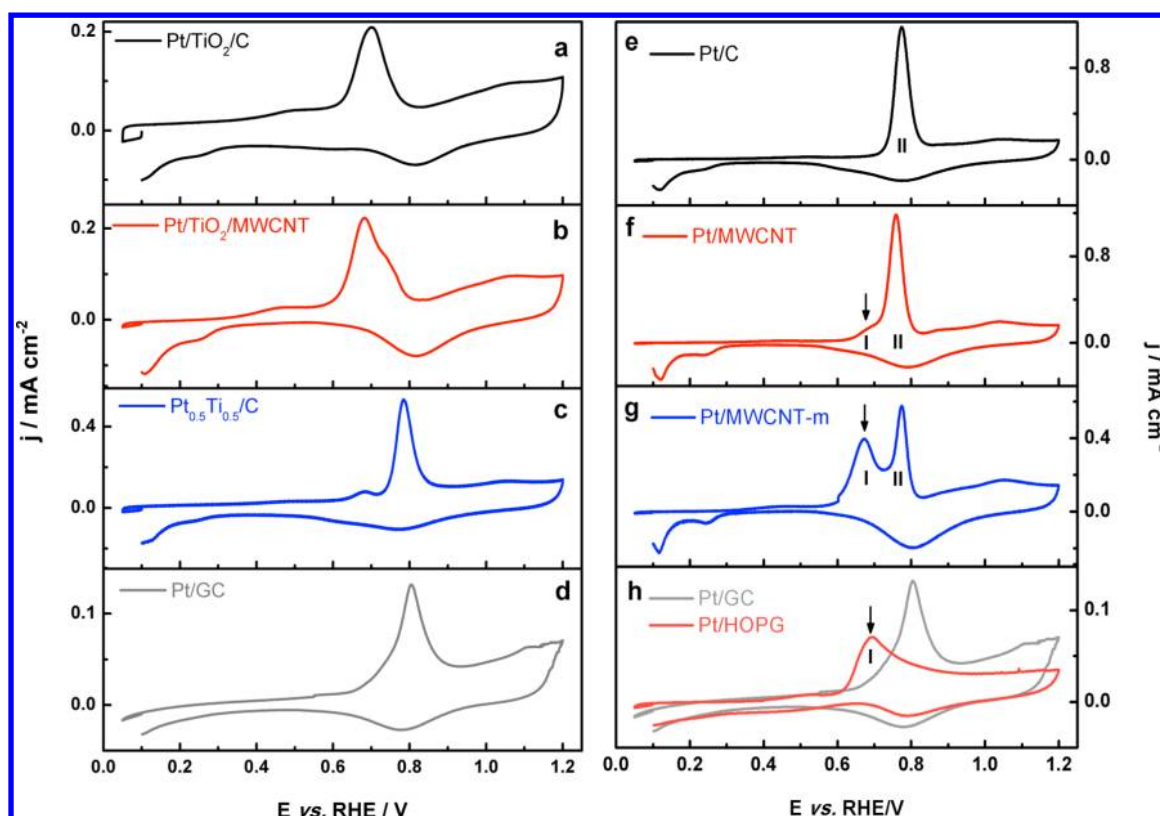 Pt/TiO2/C
a
0.2
0.0
Pt/TiO2/MWCNT
b
0.2
0.0
Pt0.5Ti0.5/C
c
0.4
0.0
Pt/GC
d
0.1
0.0
0.0 0.2 0.4 0.6 0.8 1.0 1.2
E vs. RHE / V
j / mA cm-2
e
Pt/C
II
0.8
0.0
f
Pt/MWCNT
I
II
0.8
0.0
g
Pt/MWCNT-m
I
II
0.4
0.0
h
Pt/GC
Pt/HOPG
I
0.1
0.0
0.0 0.2 0.4 0.6 0.8 1.0 1.2
E vs. RHE/V
j / mA cm